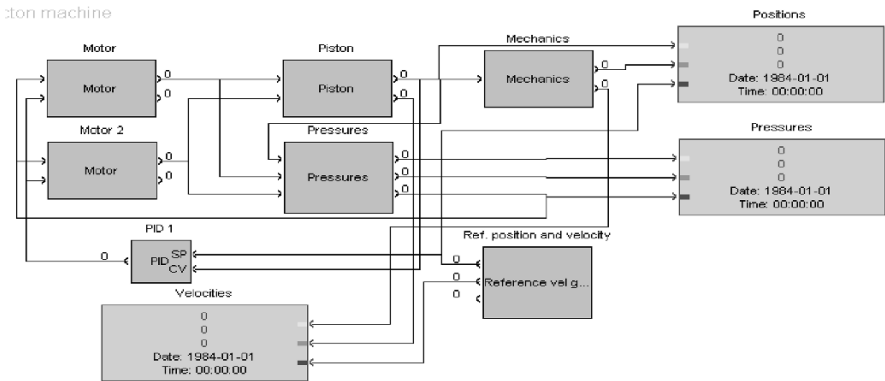 cton machine
Motor
Motor
0
0
Motor 2
Motor
0
0
Piston
Piston
0
0
Pressures
Pressures
0
0
0
Mechanics
Mechanics
0
0
Positions
0
0
0
Date: 1984-01-01
Time: 00:00:00
Pressures
0
0
0
Date: 1984-01-01
Time: 00:00:00
PID 1
0
PID
SP
CV
Ref. position and velocity
0
0
0
Reference vel g...
Velocities
0
0
0
Date: 1984-01-01
Time: 00:00:00